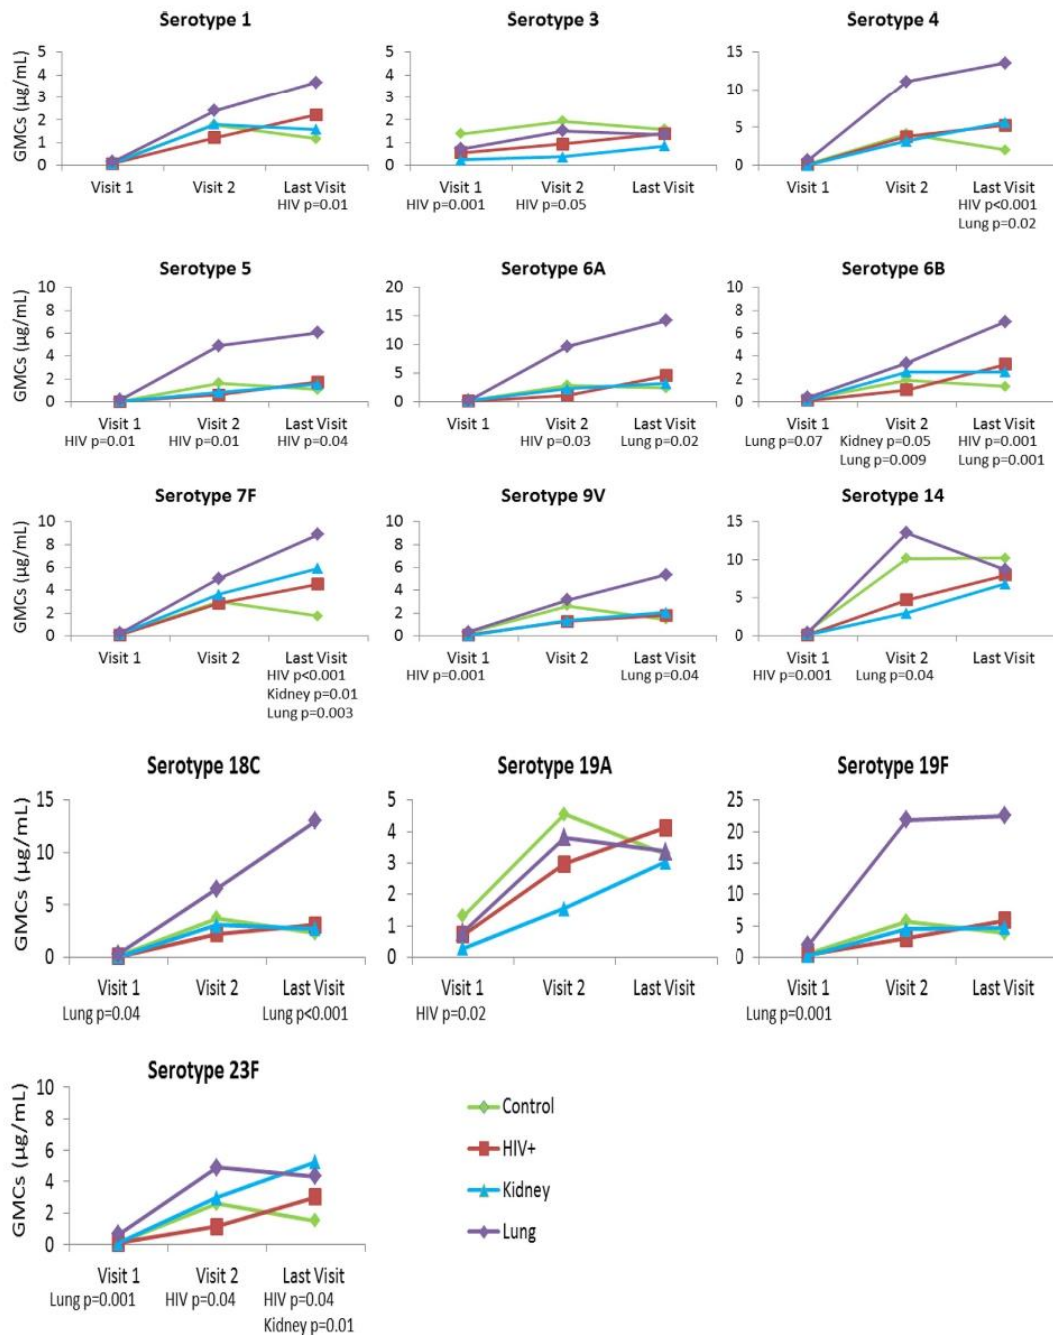 Serotype 1
GMCs (µg/mL)
5
4
3
2
1
0
Visit 1 Visit 2 Last Visit
HIV p=0.01
Serotype 3
5
4
3
2
1
0
Visit 1 Visit 2 Last Visit
HIV p=0.001 HIV p=0.05
Serotype 4
15
10
5
0
Visit 1 Visit 2 Last Visit
HIV p<0.001
Lung p=0.02
Serotype 5
GMCs (µg/mL)
10
8
6
4
2
0
Visit 1 Visit 2 Last Visit
HIV p=0.01 HIV p=0.01 HIV p=0.04
Serotype 6A
20
15
10
5
0
Visit 1 Visit 2 Last Visit
HIV p=0.03 Lung p=0.02
Serotype 6B
10
8
6
4
2
0
Visit 1 Visit 2 Last Visit
Lung p=0.07 Kidney p=0.05 HIV p=0.001
Lung p=0.009 Lung p=0.001
Serotype 7F
GMCs (µg/mL)
10
8
6
4
2
0
Visit 1 Visit 2 Last Visit
HIV p<0.001
Kidney p=0.01
Lung p=0.003
Serotype 9V
10
8
6
4
2
0
Visit 1 Visit 2 Last Visit
HIV p=0.001 Lung p=0.04
Serotype 14
15
10
5
0
Visit 1 Visit 2 Last Visit
HIV p=0.001 Lung p=0.04
Serotype 18C
GMCs (µg/mL)
15
10
5
0
Visit 1 Visit 2 Last Visit
Lung p=0.04 Lung p<0.001
Serotype 19A
5
4
3
2
1
0
Visit 1 Visit 2 Last Visit
HIV p=0.02
Serotype 19F
25
20
15
10
5
0
Visit 1 Visit 2 Last Visit
Lung p=0.001
Serotype 23F
GMCs (µg/mL)
10
8
6
4
2
0
Visit 1 Visit 2 Last Visit
Lung p=0.001 HIV p=0.04 HIV p=0.04
Kidney p=0.01
Control
HIV+
Kidney
Lung